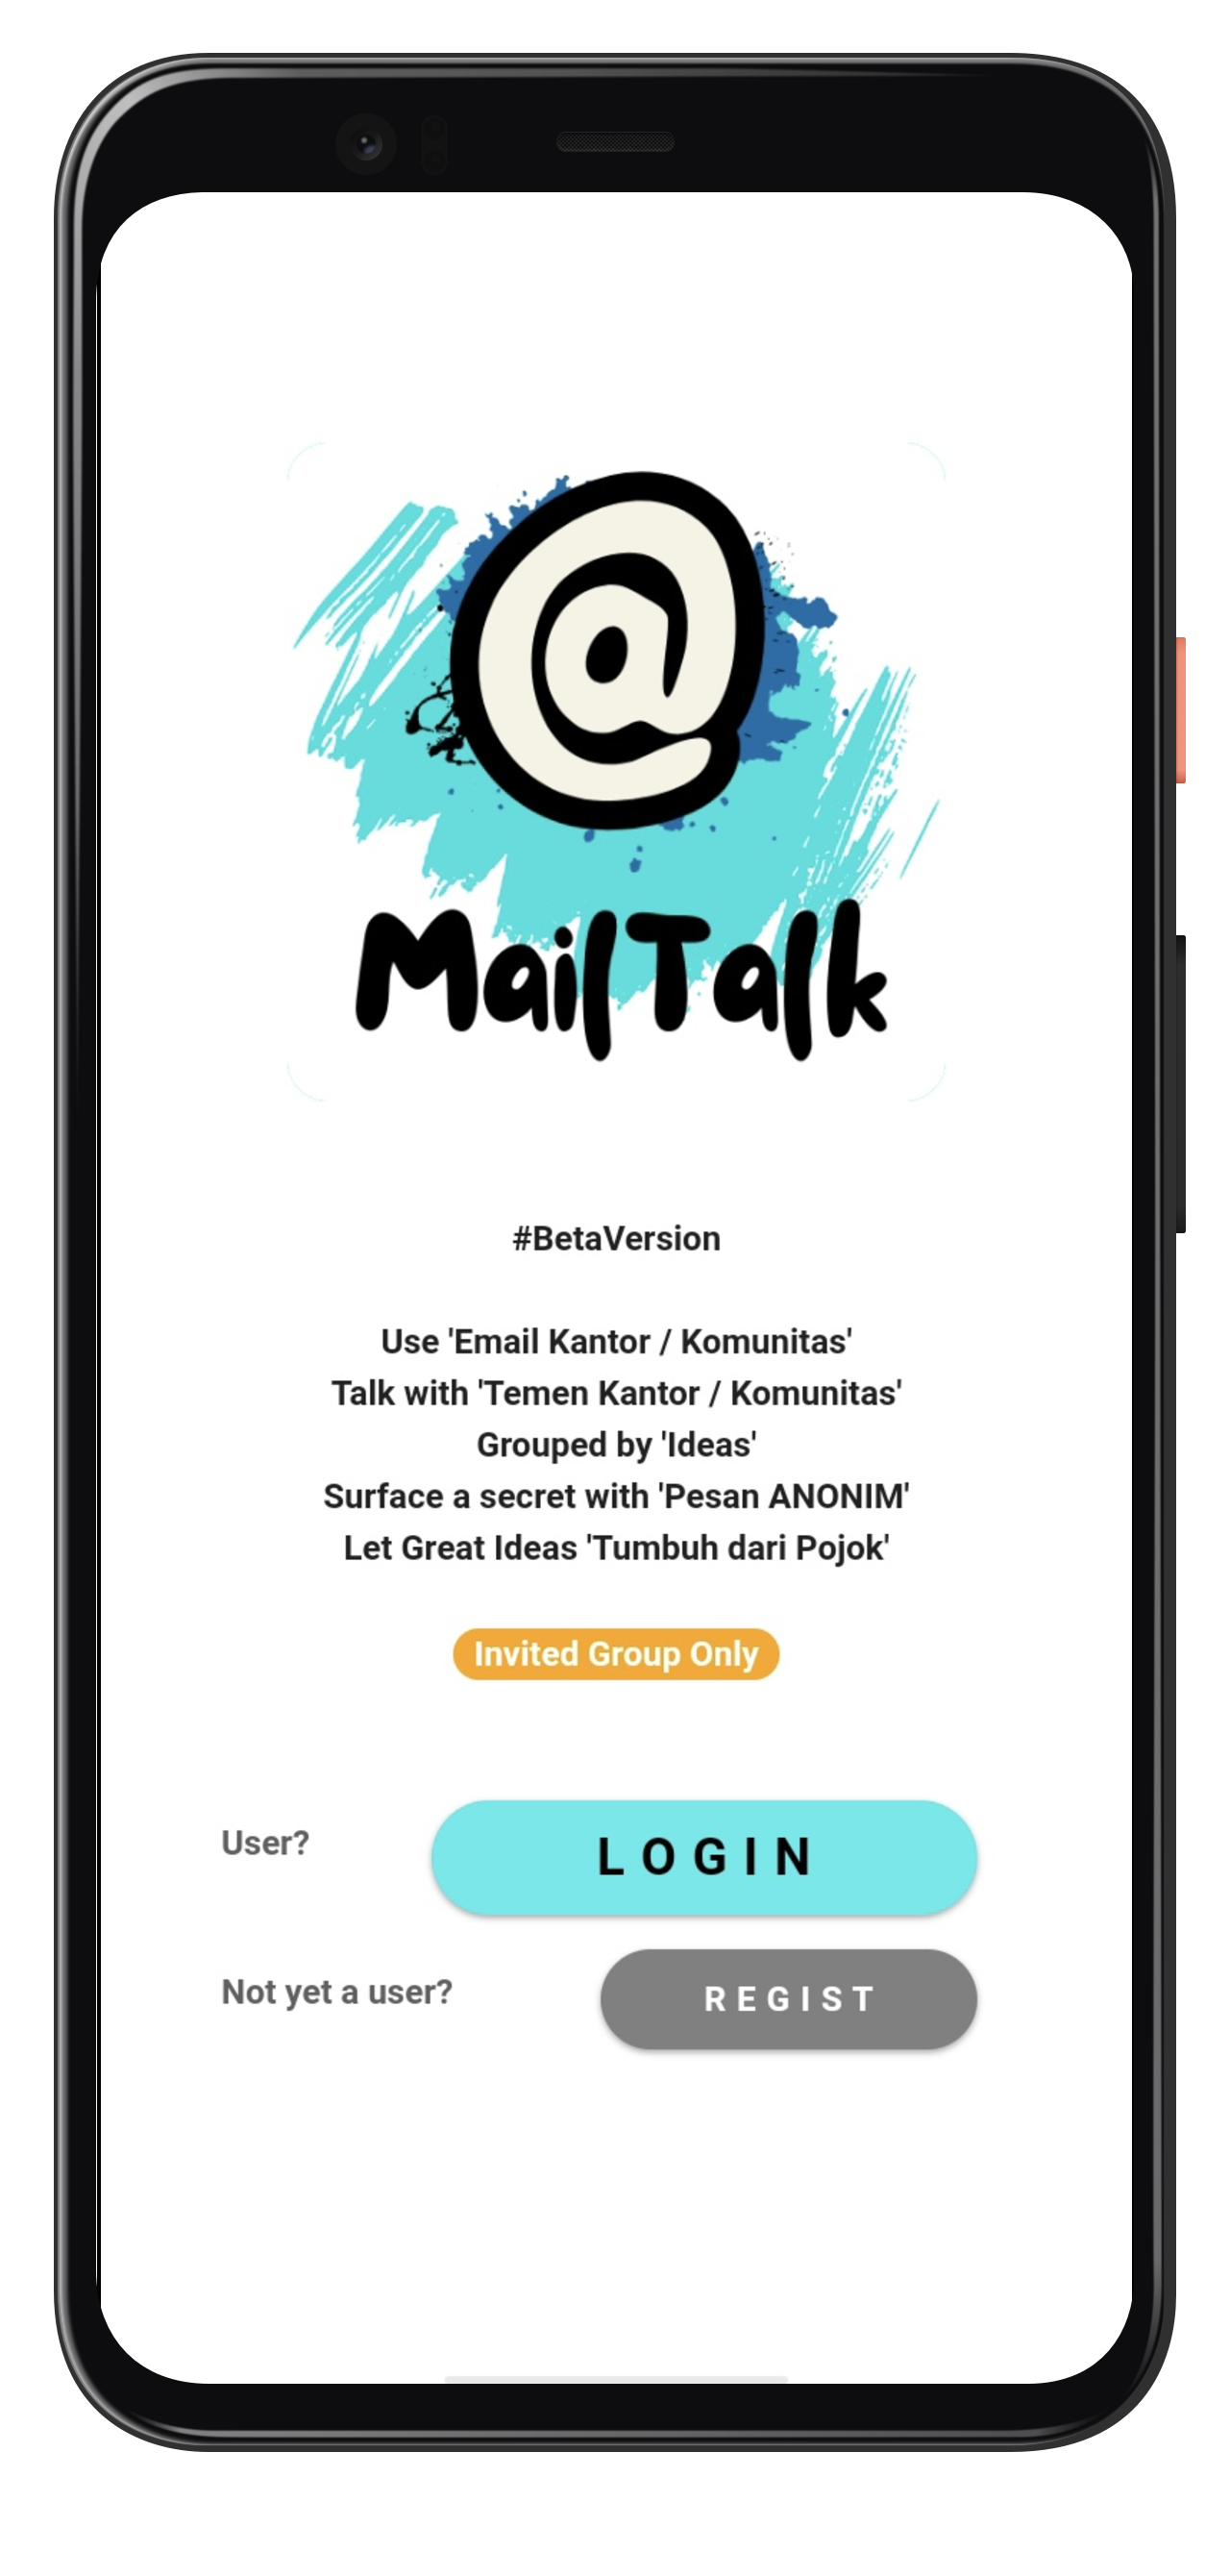 @
MailTalk
#BetaVersion
Use 'Email Kantor / Komunitas'
Talk with 'Temen Kantor / Komunitas'
Grouped by 'Ideas'
Surface a secret with 'Pesan ANONIM'
Let Great Ideas 'Tumbuh dari Pojok'
Invited Group Only
User?
LOGIN
Not yet a user?
REGIST